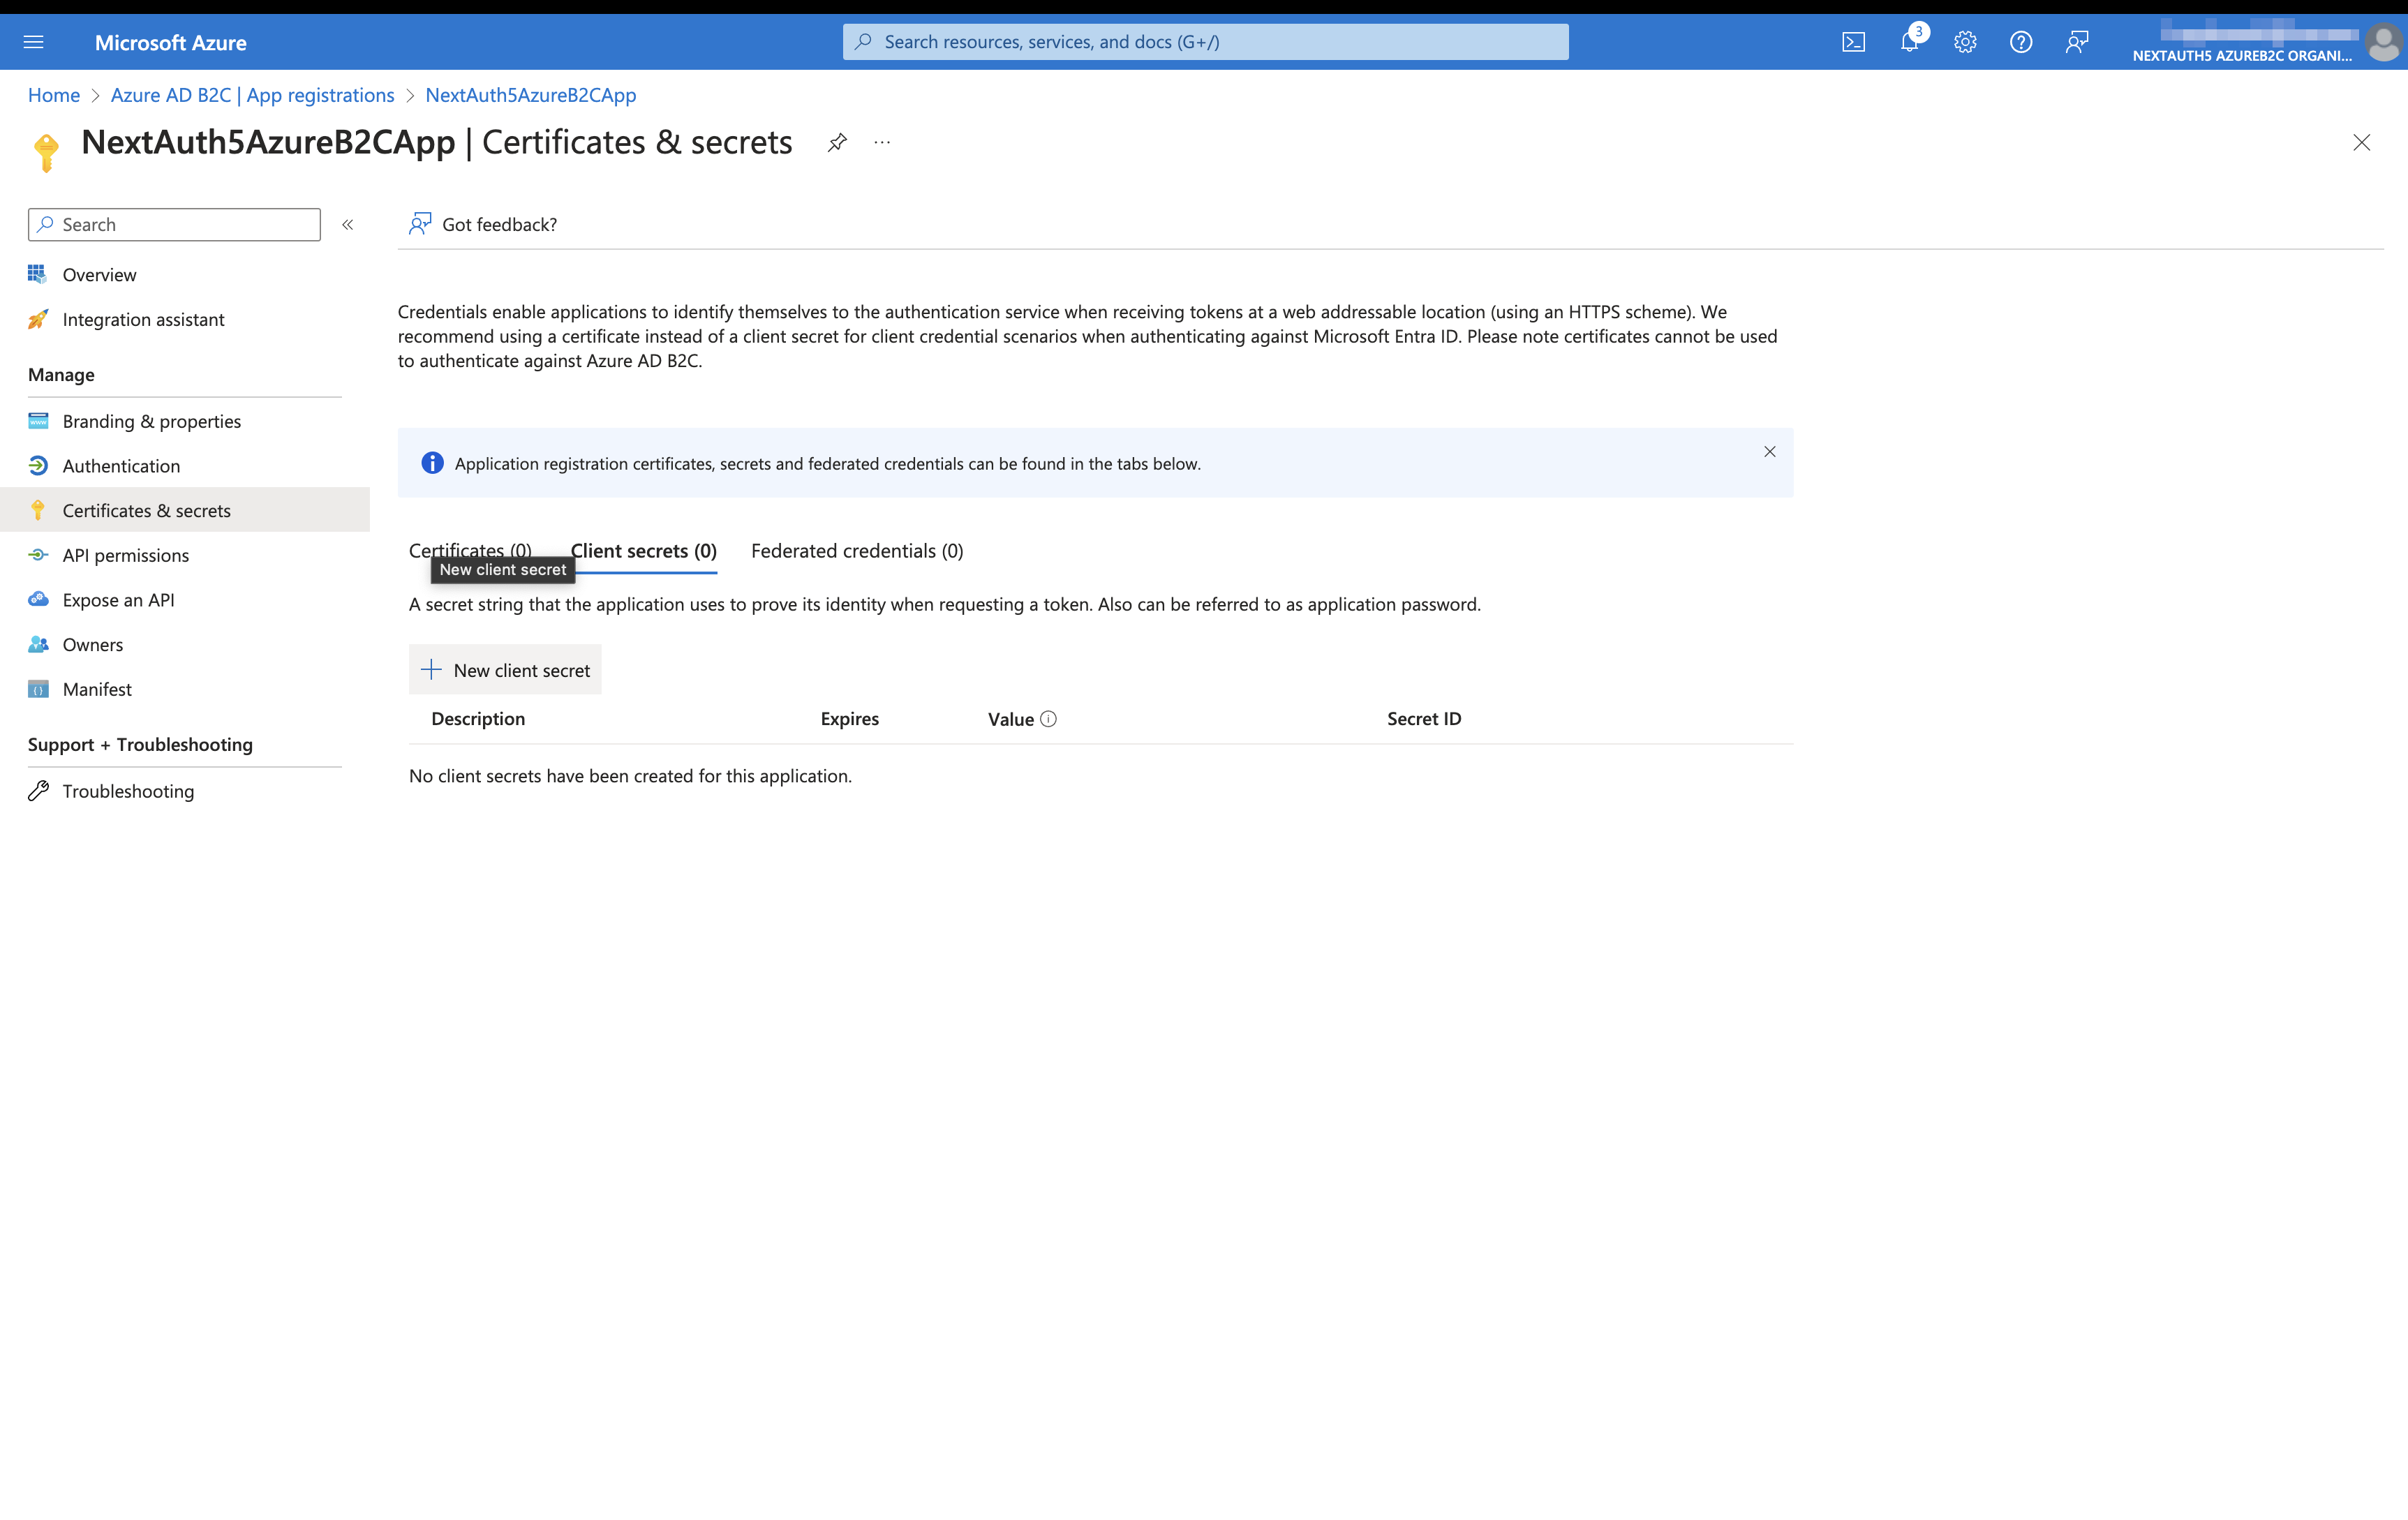 Microsoft Azure
Search resources, services, and docs (G+/)
3
NEXTAUTH5 AZUREB2C ORGANI...
Home > Azure AD B2C | App registrations > NextAuth5AzureB2CApp
NextAuth5AzureB2CApp | Certificates & secrets
Search
Got feedback?
Overview
Integration assistant
Manage
Branding & properties
Authentication
Certificates & secrets
API permissions
Expose an API
Owners
Manifest
Support + Troubleshooting
Troubleshooting
Credentials enable applications to identify themselves to the authentication service when receiving tokens at a web addressable location (using an HTTPS scheme). We
recommend using a certificate instead of a client secret for client credential scenarios when authenticating against Microsoft Entra ID. Please note certificates cannot be used
to authenticate against Azure AD B2C.
Application registration certificates, secrets and federated credentials can be found in the tabs below.
Certificates (0) Client secrets (0) Federated credentials (0)
New client secret
A secret string that the application uses to prove its identity when requesting a token. Also can be referred to as application password.
New client secret
Description Expires Value Secret ID
No client secrets have been created for this application.